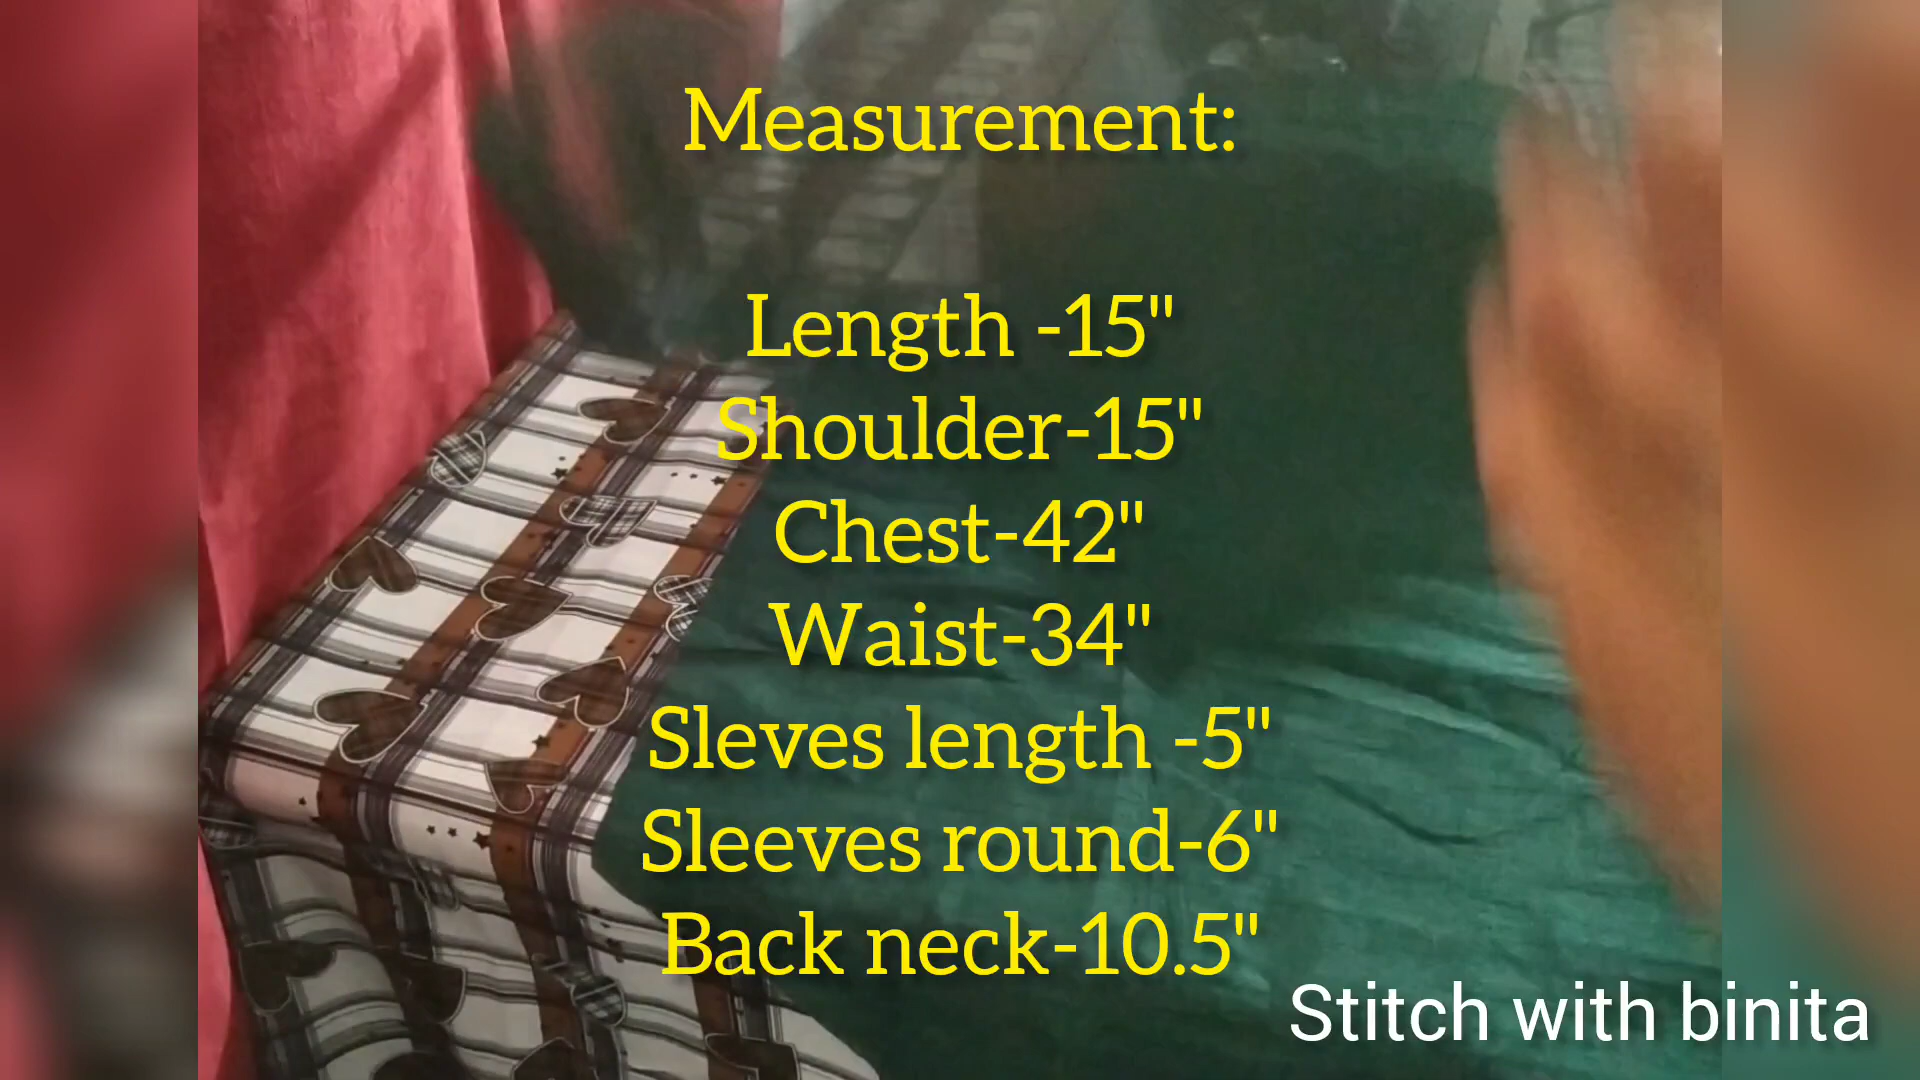 Measurement:
Length -15"
Shoulder-15"
Chest-42"
Waist-34"
Sleves length -5"
Sleeves round-6"
Back neck-10.5"
Stitch with binita